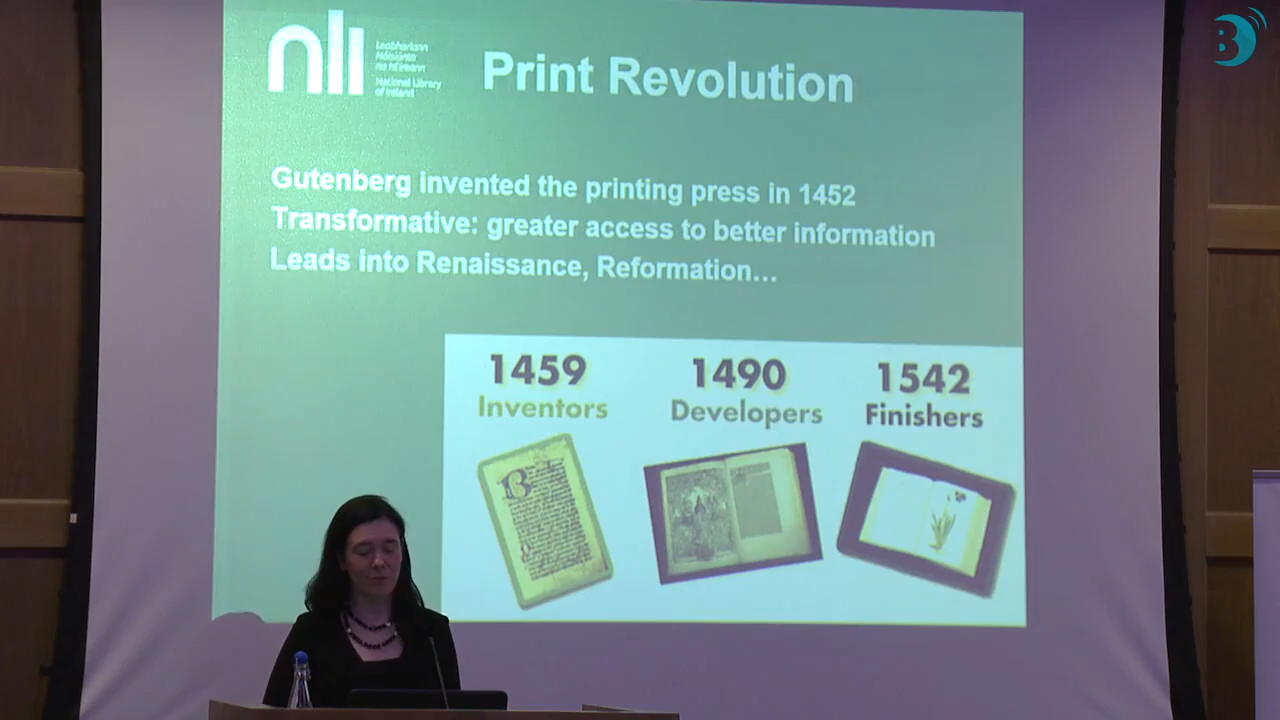 nli
Leabharlann
Náisiúnta
na hÉireann
National Library
of Ireland
Print Revolution
Gutenberg invented the printing press in 1452
Transformative: greater access to better information
Leads into Renaissance, Reformation…
1459
Inventors
1490
Developers
1542
Finishers
B